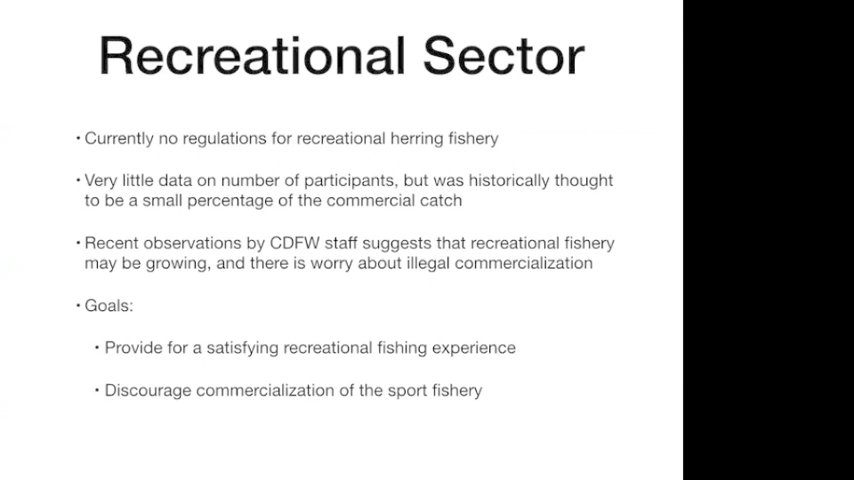 Recreational Sector
• Currently no regulations for recreational herring fishery
• Very little data on number of participants, but was historically thought
to be a small percentage of the commercial catch
• Recent observations by CDFW staff suggests that recreational fishery
may be growing, and there is worry about illegal commercialization
• Goals:
• Provide for a satisfying recreational fishing experience
• Discourage commercialization of the sport fishery